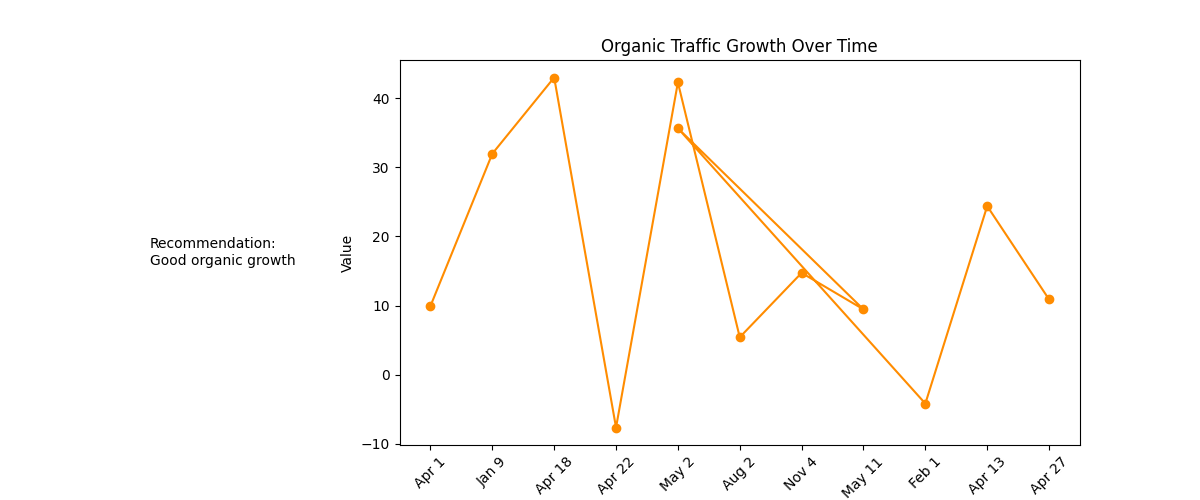 Organic Traffic Growth Over Time
Recommendation:
Good organic growth
Value
40
30
20
10
0
−10
Apr 1
Jan 9
Apr 18
Apr 22
May 2
Aug 2
Nov 4
May 11
Feb 1
Apr 13
Apr 27